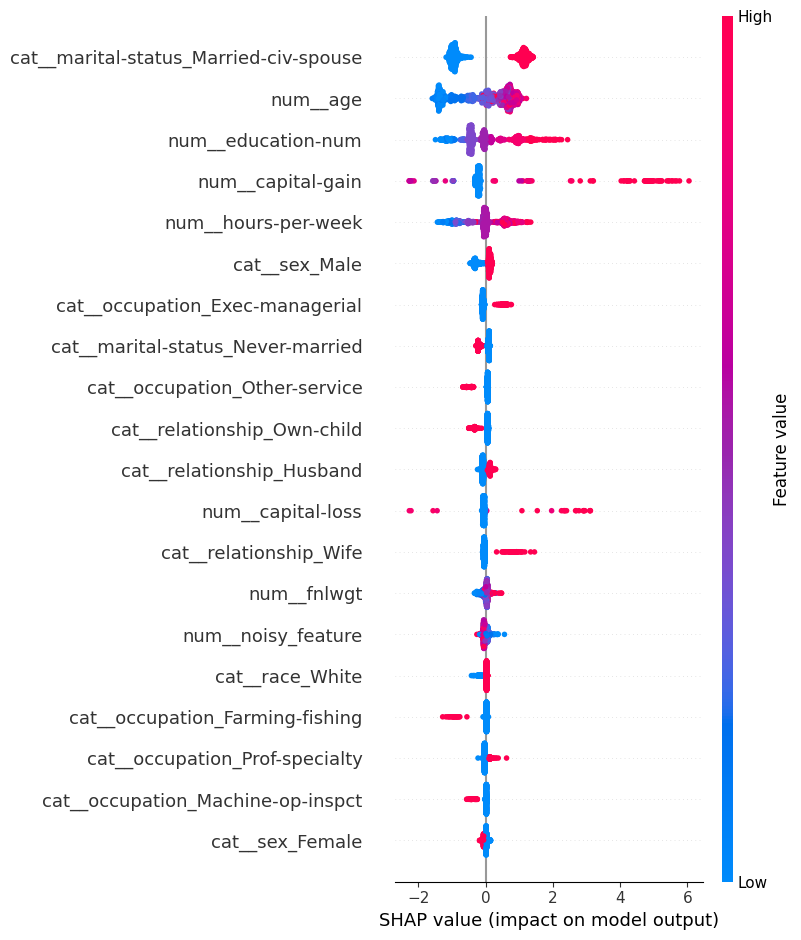 High
cat__marital-status_Married-civ-spouse
num__age
num__education-num
num__capital-gain
num__hours-per-week
cat__sex_Male
cat__occupation_Exec-managerial
cat__marital-status_Never-married
cat__occupation_Other-service
cat__relationship_Own-child
cat__relationship_Husband
num__capital-loss
cat__relationship_Wife
num__fnlwgt
num__noisy_feature
cat__race_White
cat__occupation_Farming-fishing
cat__occupation_Prof-specialty
cat__occupation_Machine-op-inspct
cat__sex_Female
Feature value
Low
−2 0 2 4 6
SHAP value (impact on model output)